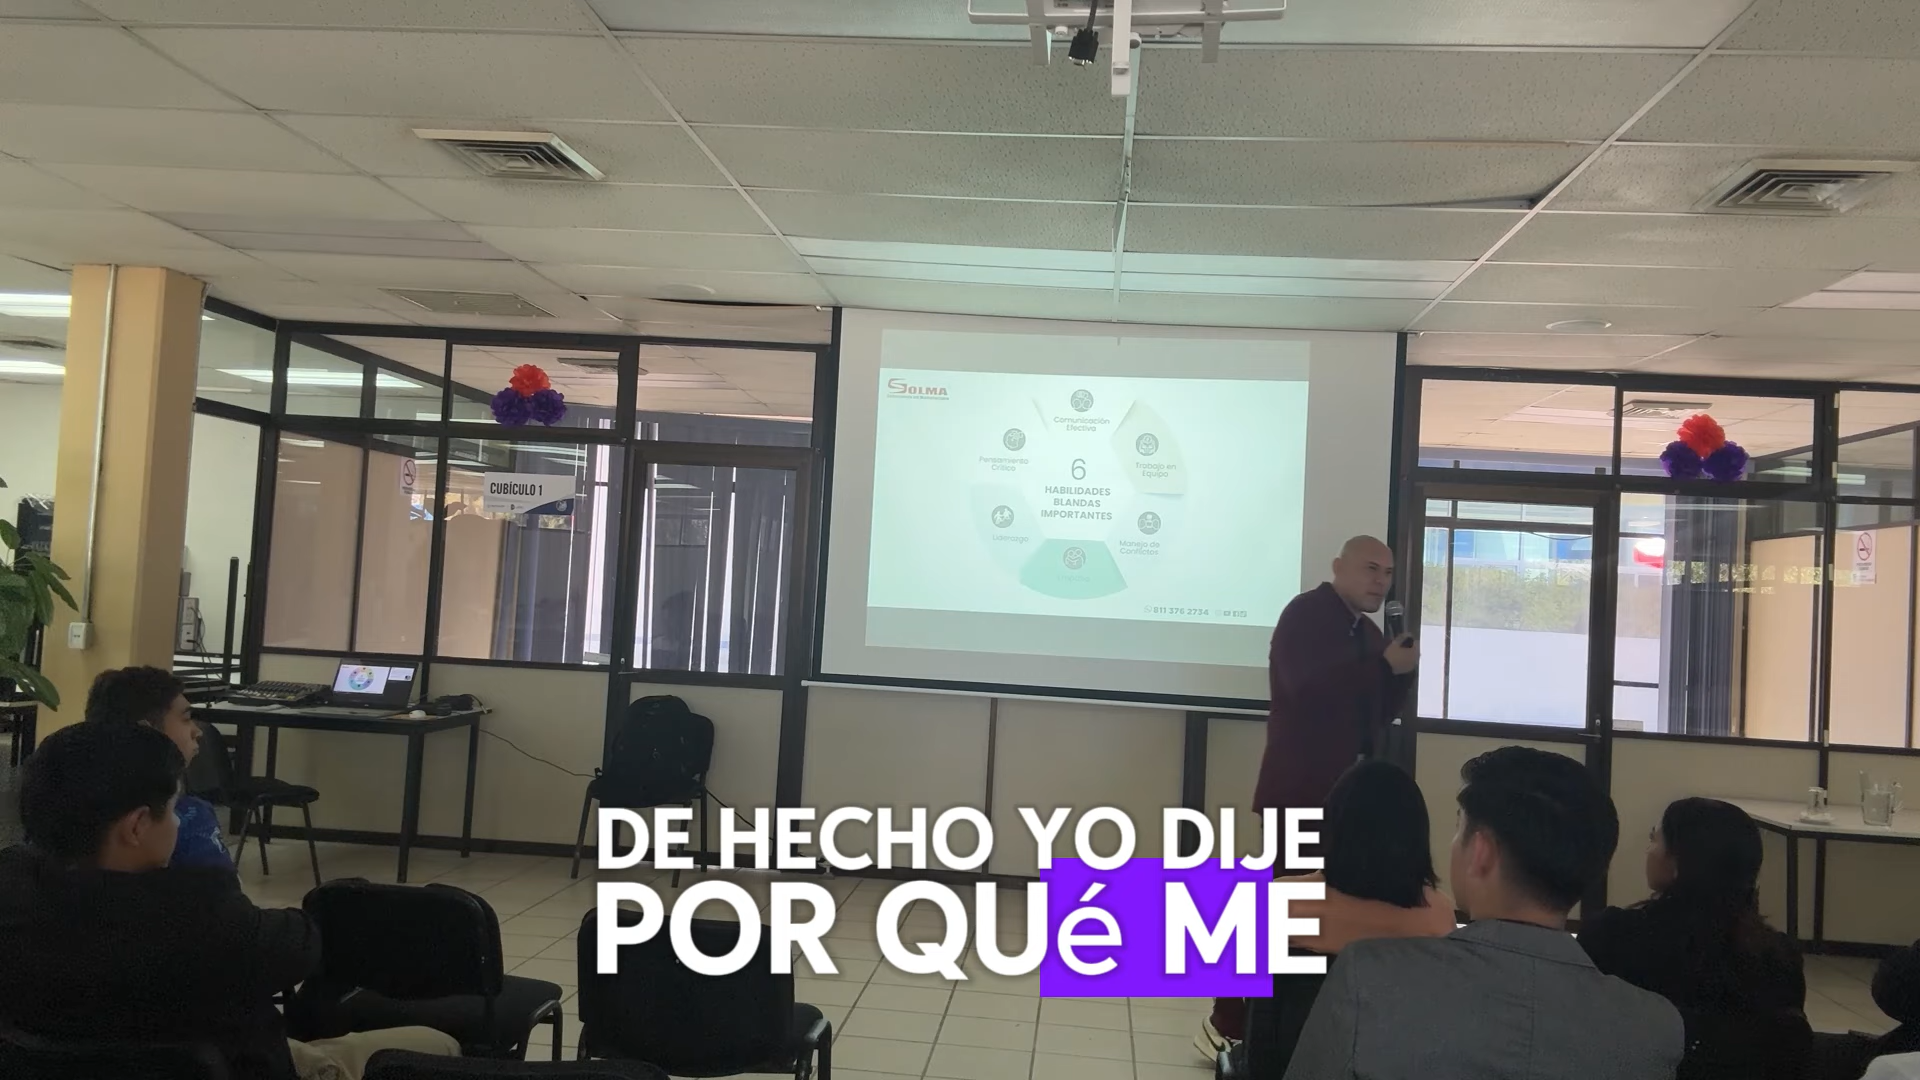 SOLMA
Comunicación
Efectiva
Pensamiento
Crítico
Trabajo en
Equipo
6
HABILIDADES
BLANDAS
IMPORTANTES
Liderazgo
Manejo de
Conflictos
811 376 2734
CUBÍCULO 1
DE HECHO YO DIJE
POR QUé ME